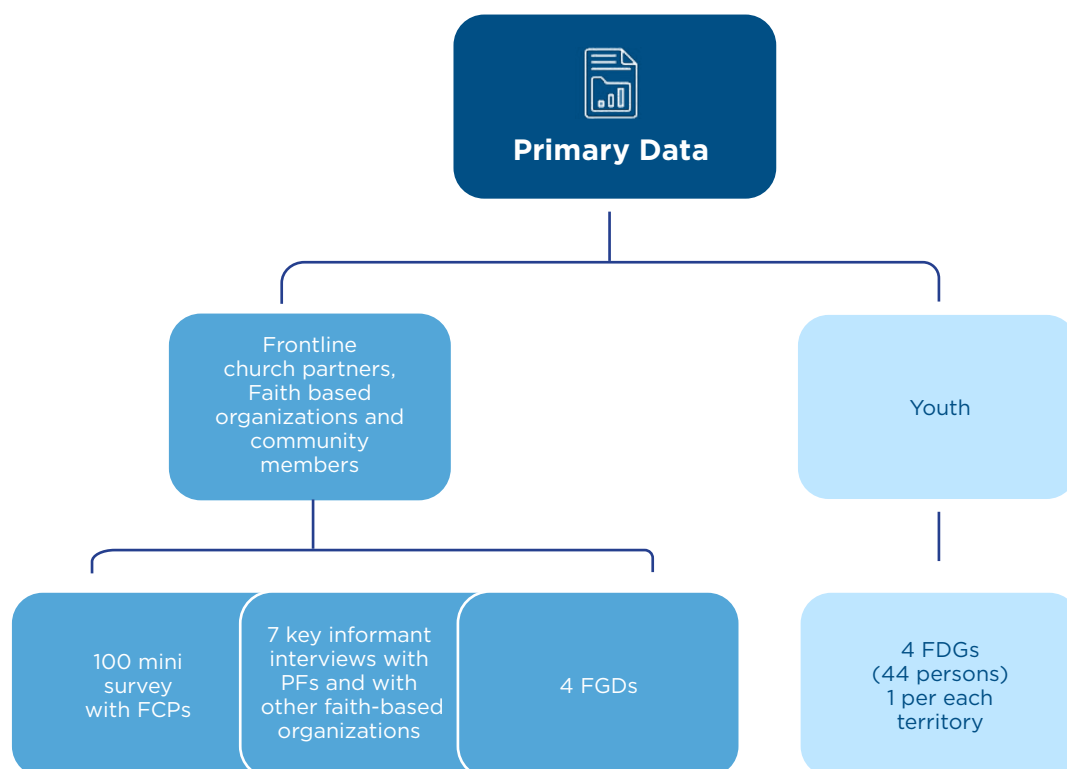 Primary Data
Frontline
church partners,
Faith based
organizations and
community
members
Youth
100 mini
survey
with FCPs
7 key informant
interviews with
PFs and with
other faith-based
organizations
4 FGDs
4 FDGs
(44 persons)
1 per each
territory